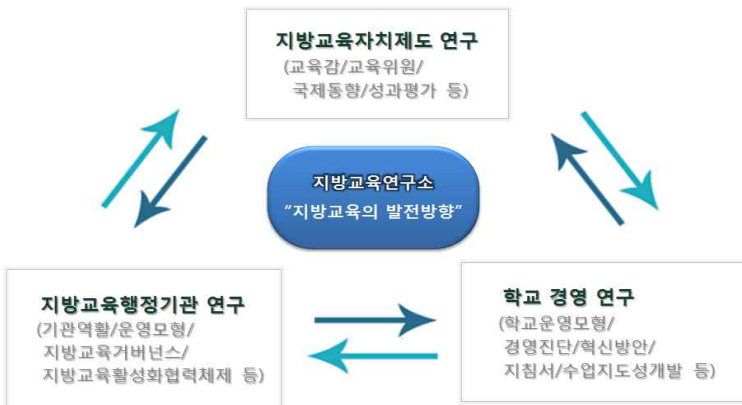 지방교육자치제도 연구
(교육감/교육위원/
국제동향/성과평가 등)
지방교육연구소
"지방교육의 발전방향"
지방교육행정기관 연구
(기관역활/운영모형/
지방교육거버넌스/
지방교육활성화협력체제 등)
학교 경영 연구
(학교운영모형/
경영진단/혁신방안/
지침서/수업지도성개발 등)